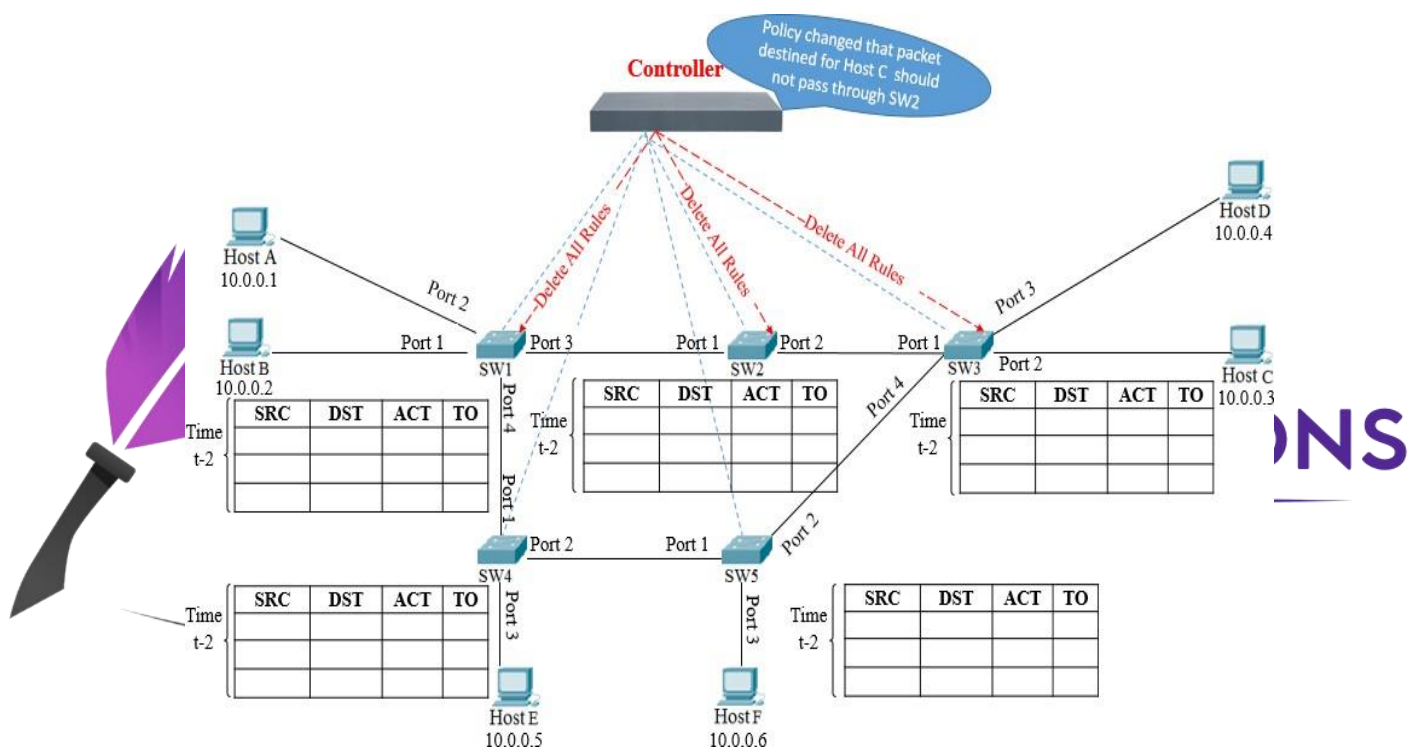 Policy changed that packet
destined for Host C should
not pass through SW2
Controller
Delete All Rules
Delete All Rules
Delete All Rules
Host A
10.0.0.1
Host D
10.0.0.4
Port 2
Port 3
Host B
10.0.0.2
Port 1
SW1
Port 3
Port 1
SW2
Port 2
Port 1
SW3
Port 2
Host C
10.0.0.3
Port 4
Port 4
Time
t-2
SRC DST ACT TO
Time
t-2
SRC DST ACT TO
Time
t-2
SRC DST ACT TO
ONS
Port 1
SW4
Port 2
Port 1
SW5
Port 2
Port 3
Port 3
Time
t-2
SRC DST ACT TO
Time
t-2
SRC DST ACT TO
Host E
10.0.0.5
Host F
10.0.0.6